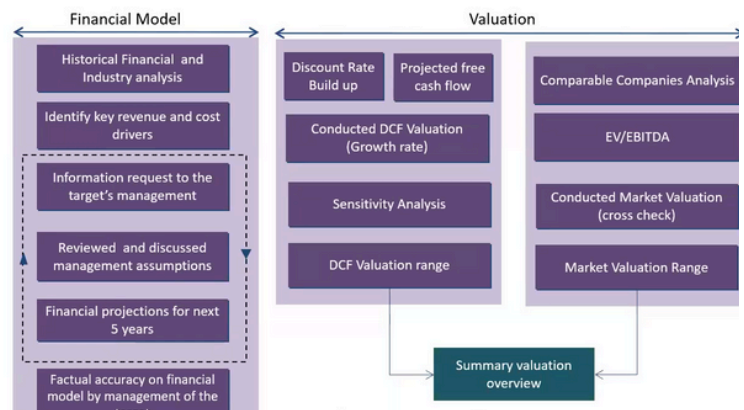 Financial Model
Valuation
Historical Financial and
Industry analysis
Identify key revenue and cost
drivers
Information request to the
target's management
Reviewed and discussed
management assumptions
Financial projections for next
5 years
Factual accuracy on financial
model by management of the
Discount Rate
Build up
Projected free
cash flow
Conducted DCF Valuation
(Growth rate)
Sensitivity Analysis
DCF Valuation range
Comparable Companies Analysis
EV/EBITDA
Conducted Market Valuation
(cross check)
Market Valuation Range
Summary valuation
overview